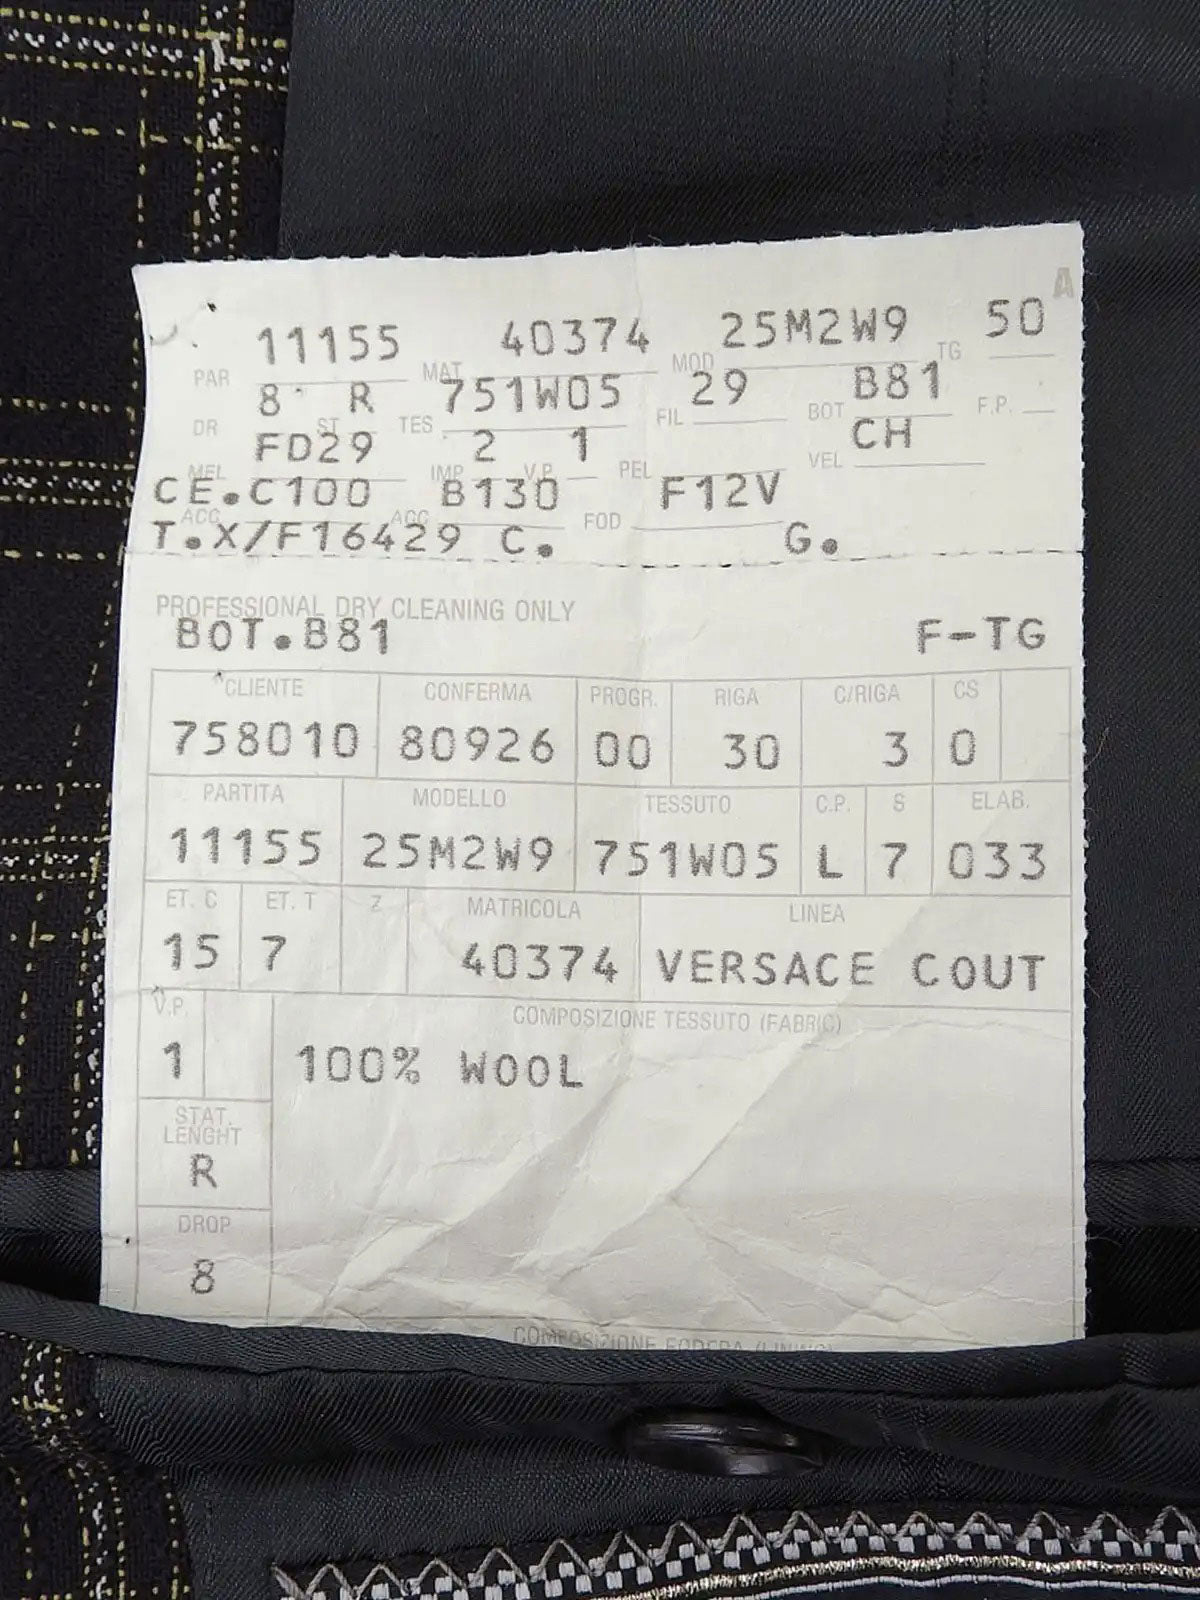 A
11155 40374 25M2W9 50
PAR MAT MOD TG
8 R 751W05 29 B81
DR ST TES FIL BOT F.P.
FD29 2 1 CH
MEL IMP V.P. PEL VEL
CE.C100 B130 F12V
ACC ACC FOD
T.X/F16429 C. G.
PROFESSIONAL DRY CLEANING ONLY
BOT.B81 F-TG
CLIENTE CONFERMA PROGR. RIGA C/RIGA CS
758010 80926 00 30 3 0
PARTITA MODELLO TESSUTO C.P. S ELAB.
11155 25M2W9 751W05 L 7 033
ET. C ET. T Z MATRICOLA LINEA
15 7 40374 VERSACE COUT
V.P. COMPOSIZIONE TESSUTO (FABRIC)
1 100% WOOL
STAT.
LENGHT
R
DROP
8
COMPOSIZIONE FODERA (LINING)